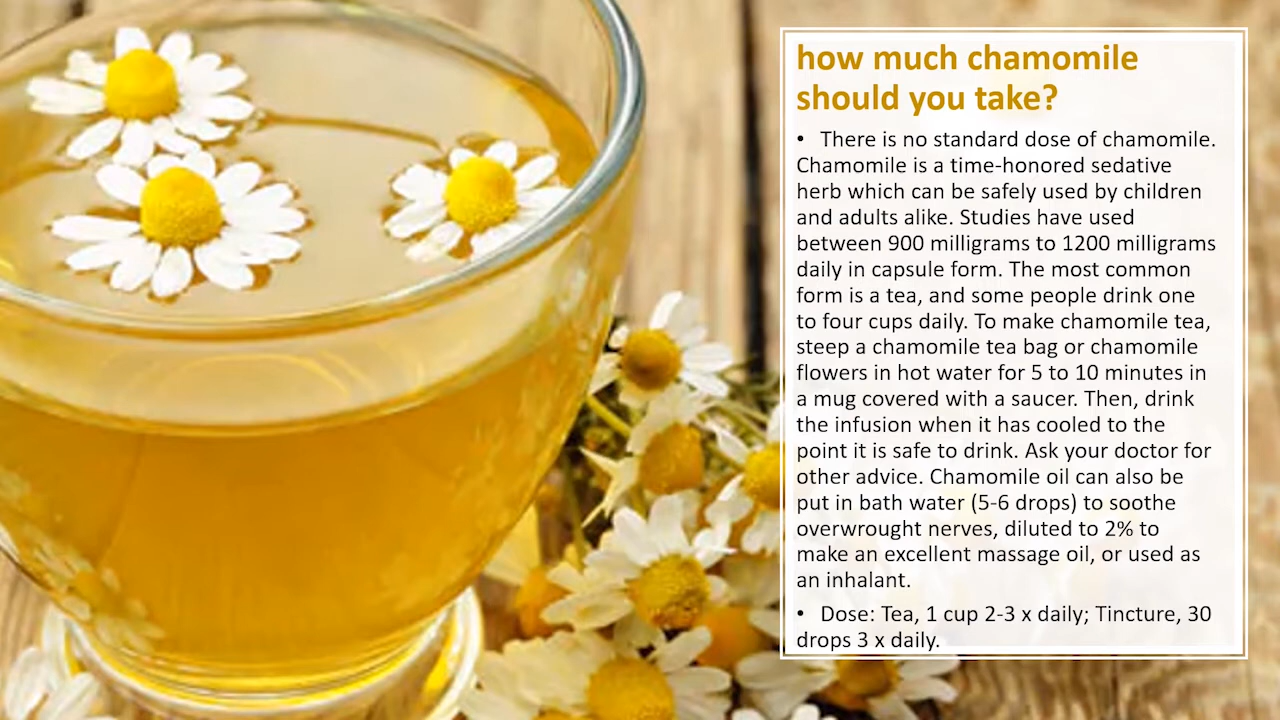 how much chamomile
should you take?
• There is no standard dose of chamomile.
Chamomile is a time-honored sedative
herb which can be safely used by children
and adults alike. Studies have used
between 900 milligrams to 1200 milligrams
daily in capsule form. The most common
form is a tea, and some people drink one
to four cups daily. To make chamomile tea,
steep a chamomile tea bag or chamomile
flowers in hot water for 5 to 10 minutes in
a mug covered with a saucer. Then, drink
the infusion when it has cooled to the
point it is safe to drink. Ask your doctor for
other advice. Chamomile oil can also be
put in bath water (5-6 drops) to soothe
overwrought nerves, diluted to 2% to
make an excellent massage oil, or used as
an inhalant.
• Dose: Tea, 1 cup 2-3 x daily; Tincture, 30
drops 3 x daily.